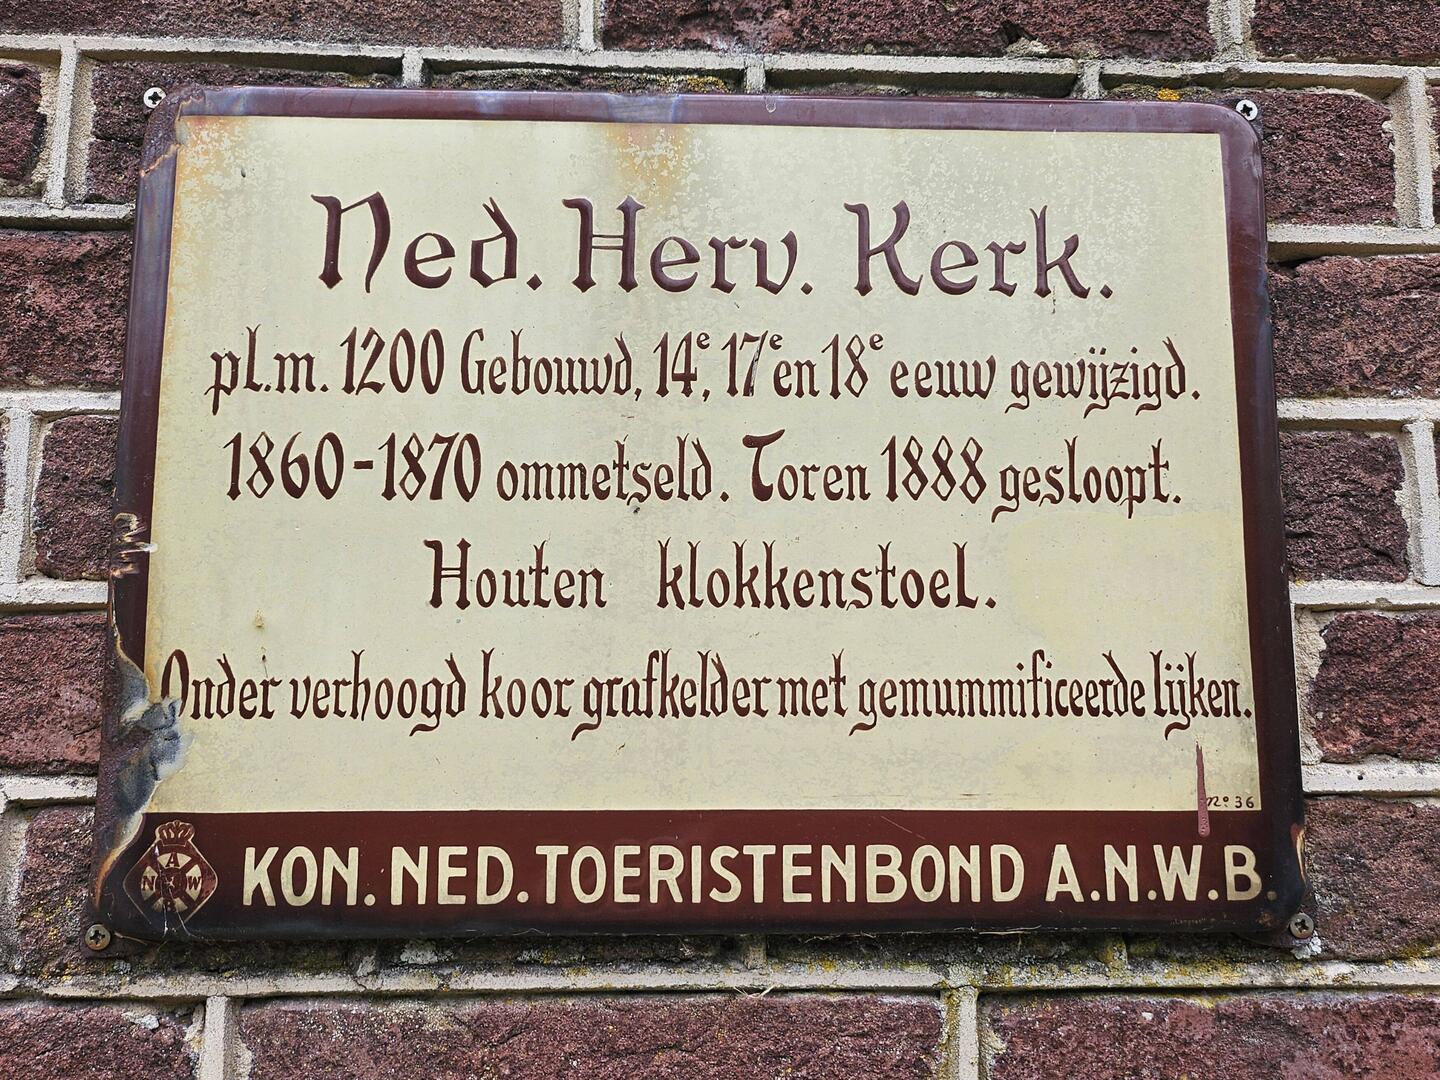 Ned. Herv. Kerk.
pl.m. 1200 Gebouwd, 14e, 17e en 18e eeuw gewijzigd.
1860-1870 ommetseld. Toren 1888 gesloopt.
Houten klokkenstoel.
Onder verhoogd koor grafkelder met gemummificeerde lijken.
No 36
A
N W
B
KON. NED. TOERISTENBOND A.N.W.B.